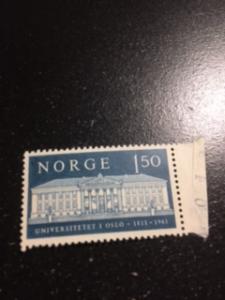 NORGE 1 50
UNIVERSITETET I OSLO · 1811 · 1961